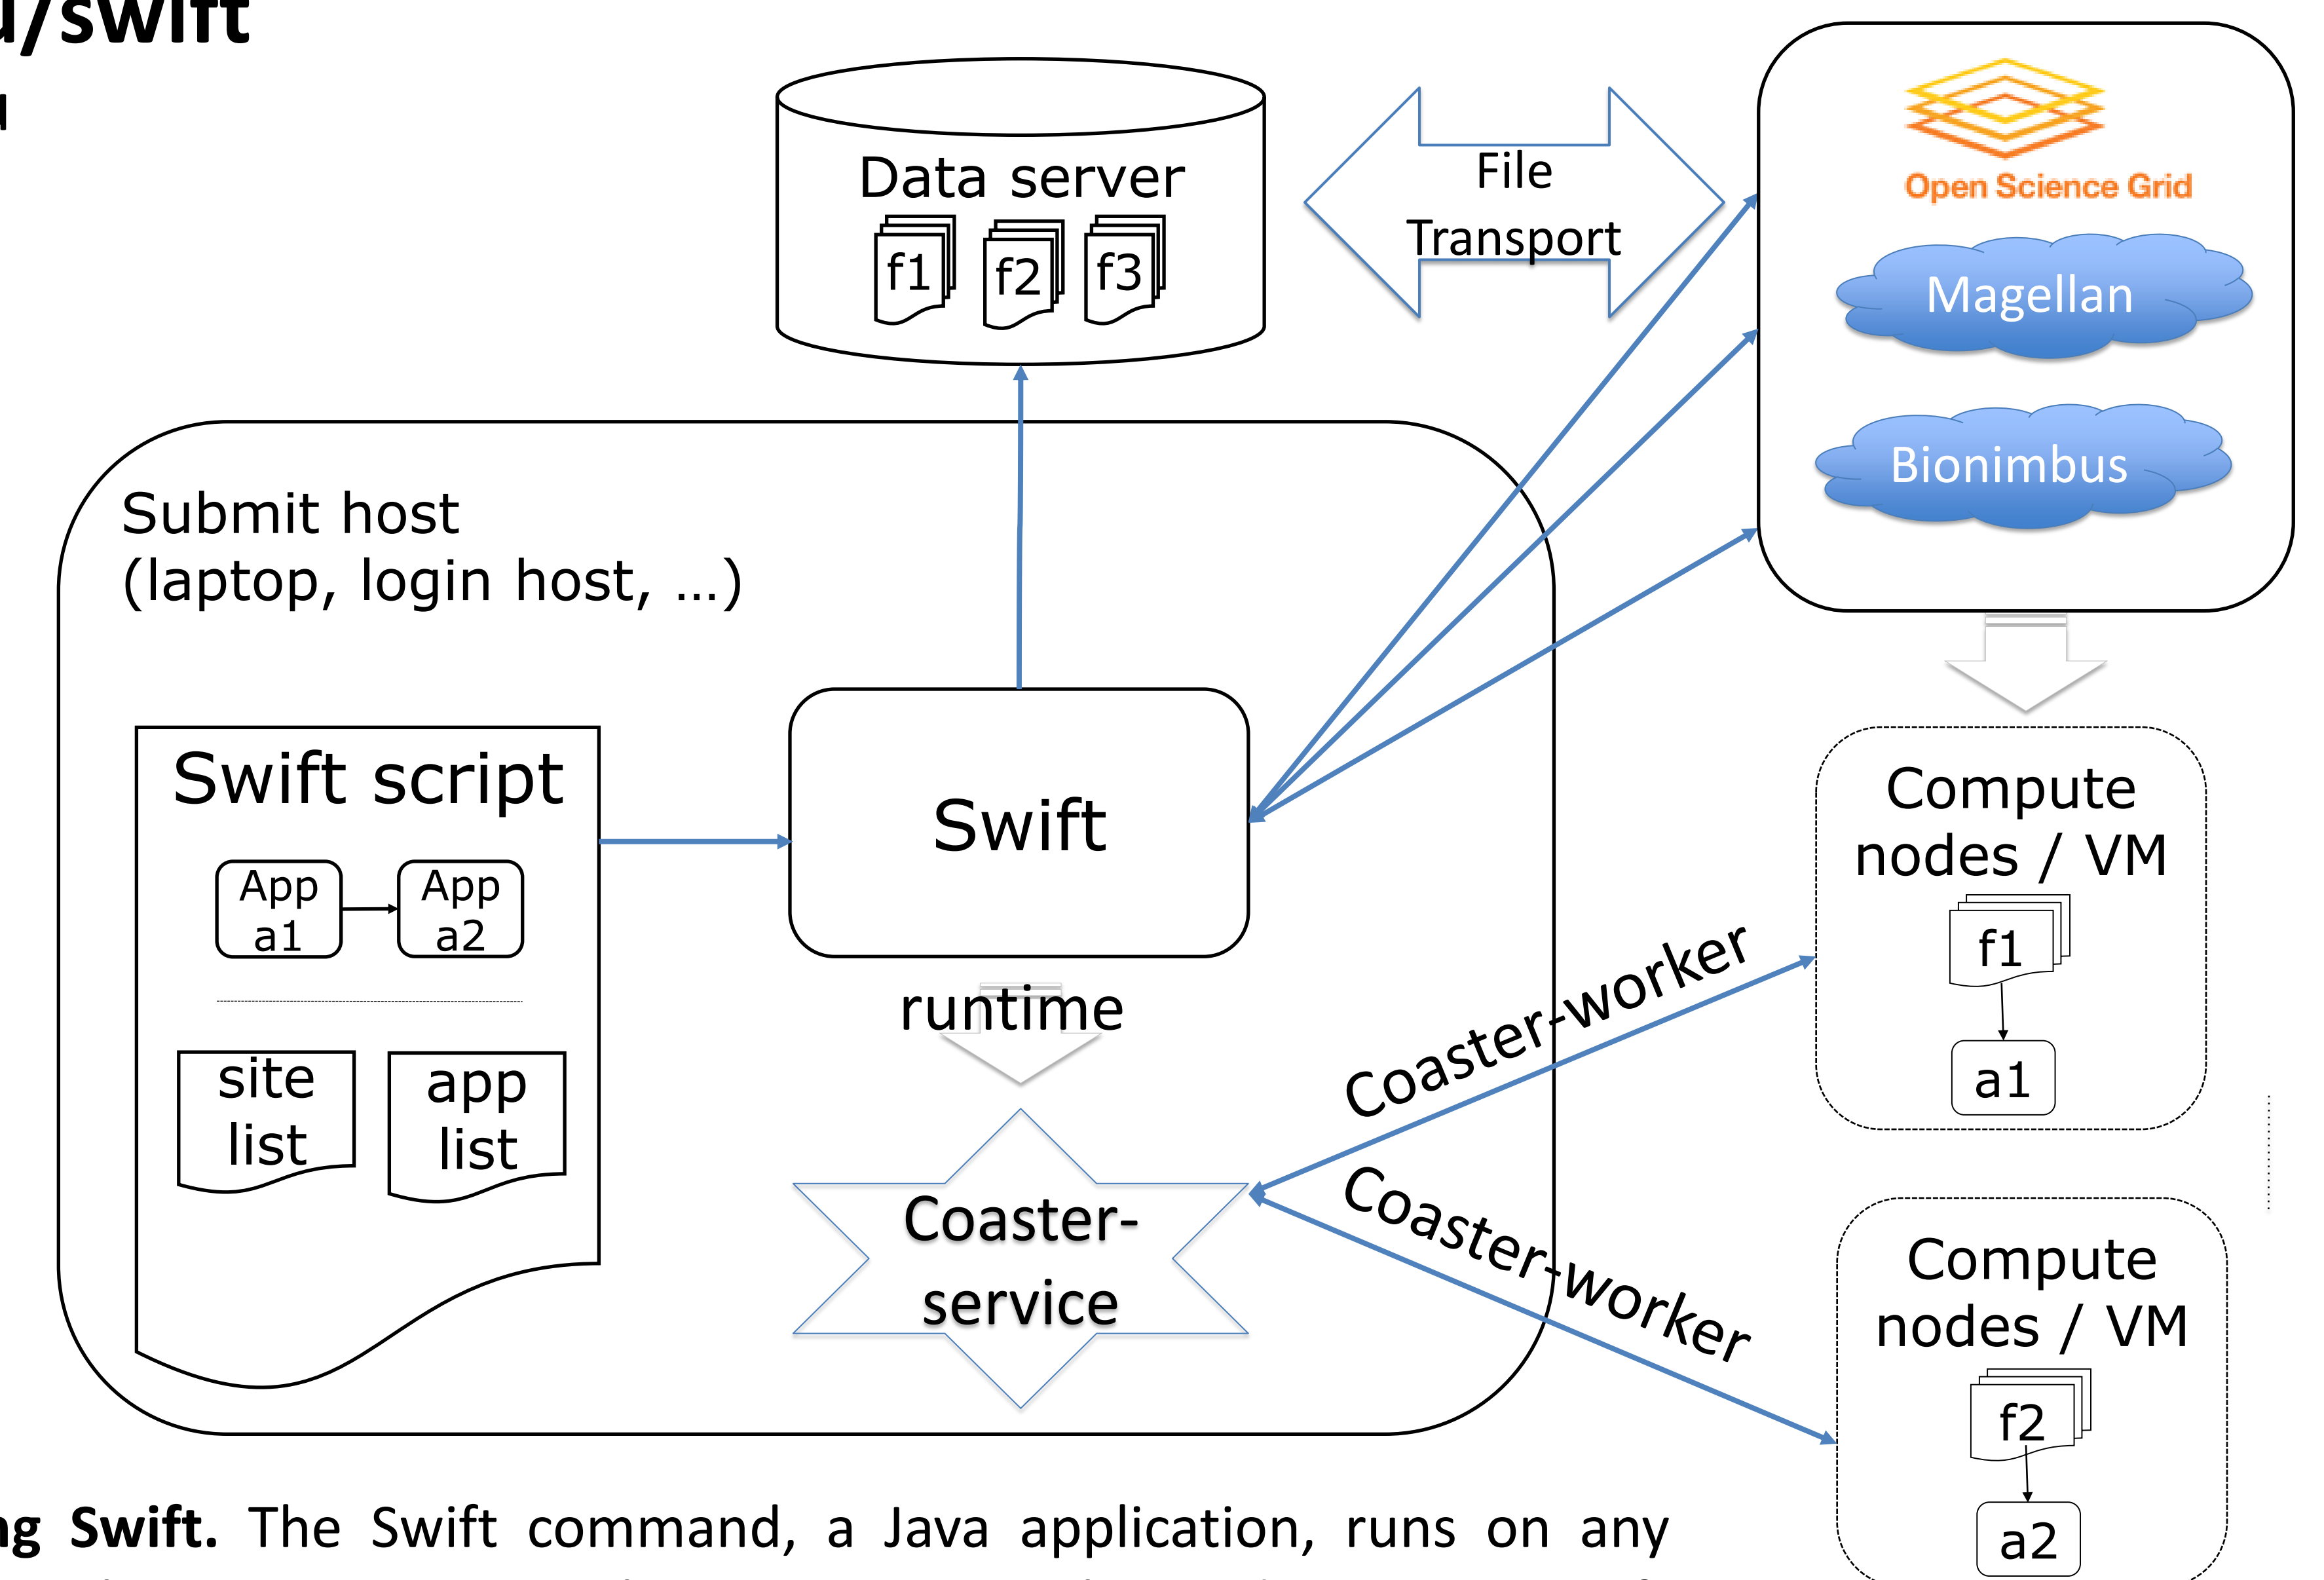 /swift
Data server
f1 f2 f3
File
Transport
Open Science Grid
Magellan
Bionimbus
Submit host
(laptop, login host, ...)
Swift script
App
a1
App
a2
site
list
app
list
Swift
runtime
Coaster-
service
Coaster-worker
Coaster-worker
Compute
nodes / VM
f1
a1
Compute
nodes / VM
f2
a2
Swift. The Swift command, a Java application, runs on any